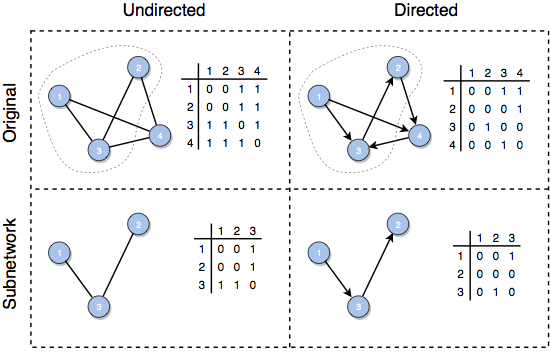 Undirected
Directed
Original
1
2
3
4
1 2 3 4
1 0 0 1 1
2 0 0 1 1
3 1 1 0 1
4 1 1 1 0
1
2
3
4
1 2 3 4
1 0 0 1 1
2 0 0 0 1
3 0 1 0 0
4 0 0 1 0
Subnetwork
1
2
3
1 2 3
1 0 0 1
2 0 0 1
3 1 1 0
1
2
3
1 2 3
1 0 0 1
2 0 0 0
3 0 1 0